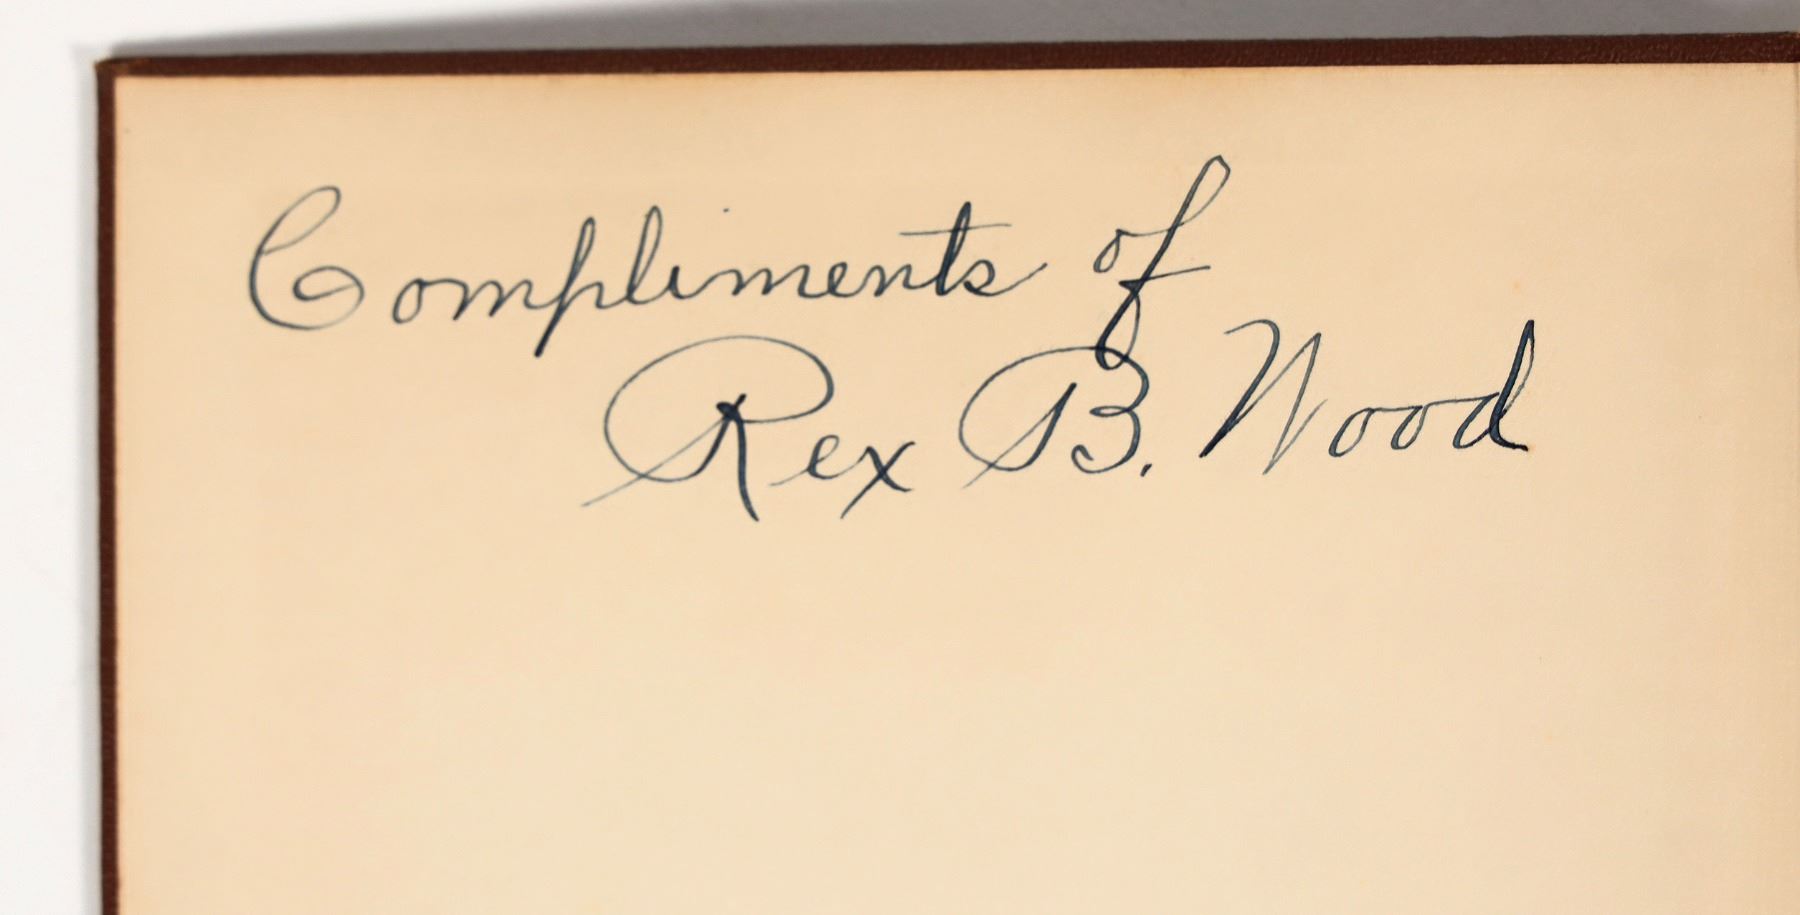 Compliments of
Rex B. Wood